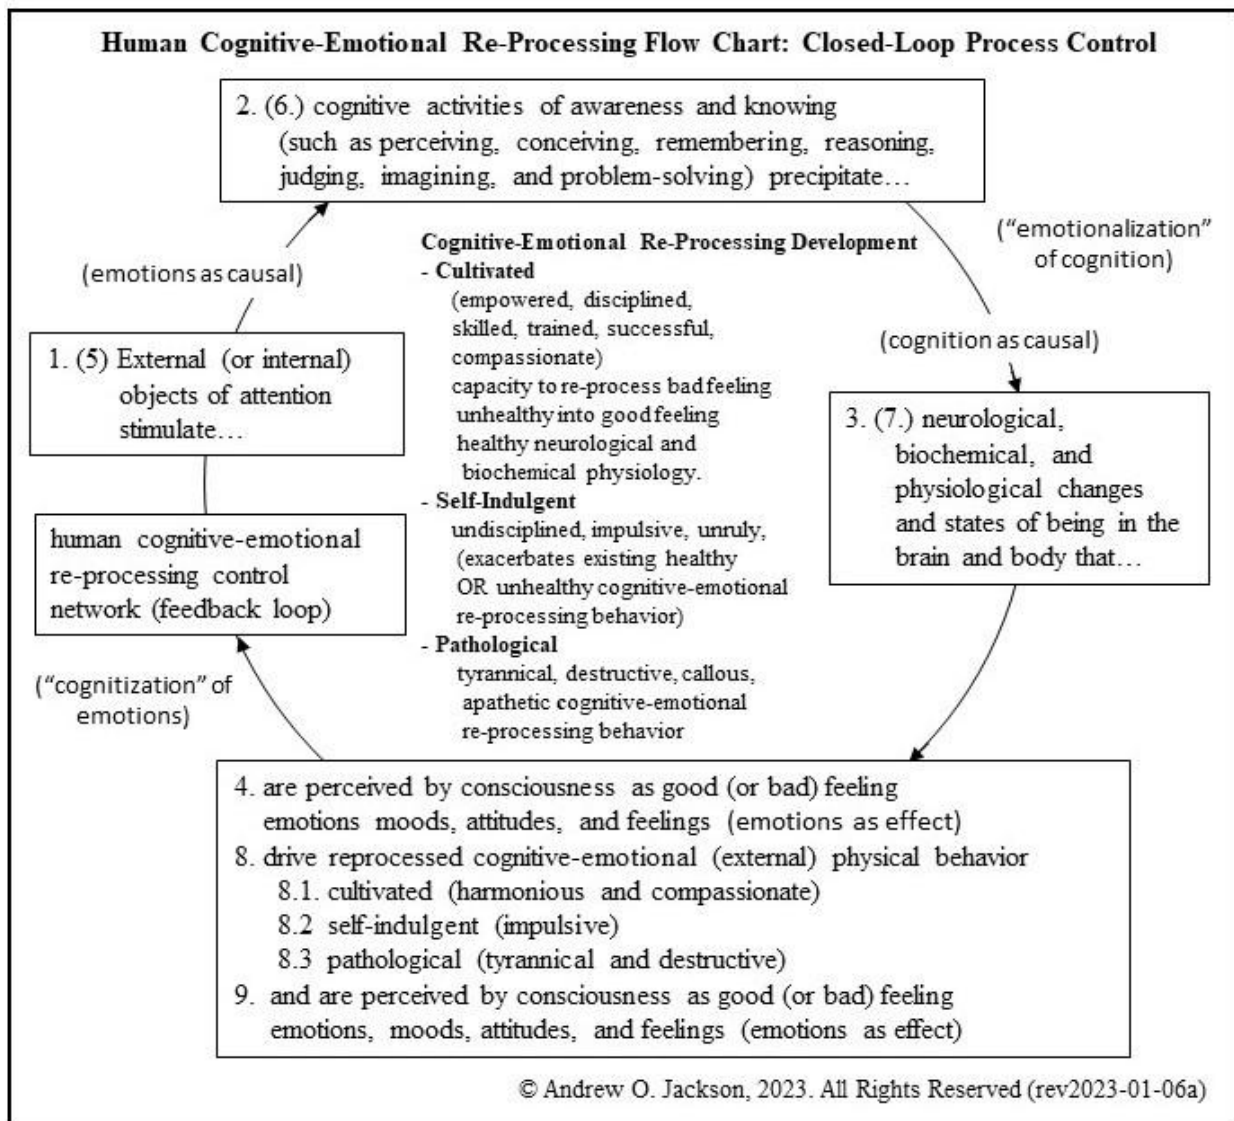 Human Cognitive-Emotional Re-Processing Flow Chart: Closed-Loop Process Control
2. (6.) cognitive activities of awareness and knowing
(such as perceiving, conceiving, remembering, reasoning,
judging, imagining, and problem-solving) precipitate…
("emotionalization"
of cognition)
(cognition as causal)
(emotions as causal)
1. (5) External (or internal)
objects of attention
stimulate…
Cognitive-Emotional Re-Processing Development
- Cultivated
(empowered, disciplined,
skilled, trained, successful,
compassionate)
capacity to re-process bad feeling
unhealthy into good feeling
healthy neurological and
biochemical physiology.
- Self-Indulgent
undisciplined, impulsive, unruly,
(exacerbates existing healthy
OR unhealthy cognitive-emotional
re-processing behavior)
- Pathological
tyrannical, destructive, callous,
apathetic cognitive-emotional
re-processing behavior
3. (7.) neurological,
biochemical, and
physiological changes
and states of being in the
brain and body that…
human cognitive-emotional
re-processing control
network (feedback loop)
("cognitization" of
emotions)
4. are perceived by consciousness as good (or bad) feeling
emotions moods, attitudes, and feelings (emotions as effect)
8. drive reprocessed cognitive-emotional (external) physical behavior
8.1. cultivated (harmonious and compassionate)
8.2 self-indulgent (impulsive)
8.3 pathological (tyrannical and destructive)
9. and are perceived by consciousness as good (or bad) feeling
emotions, moods, attitudes, and feelings (emotions as effect)
© Andrew O. Jackson, 2023. All Rights Reserved (rev2023-01-06a)